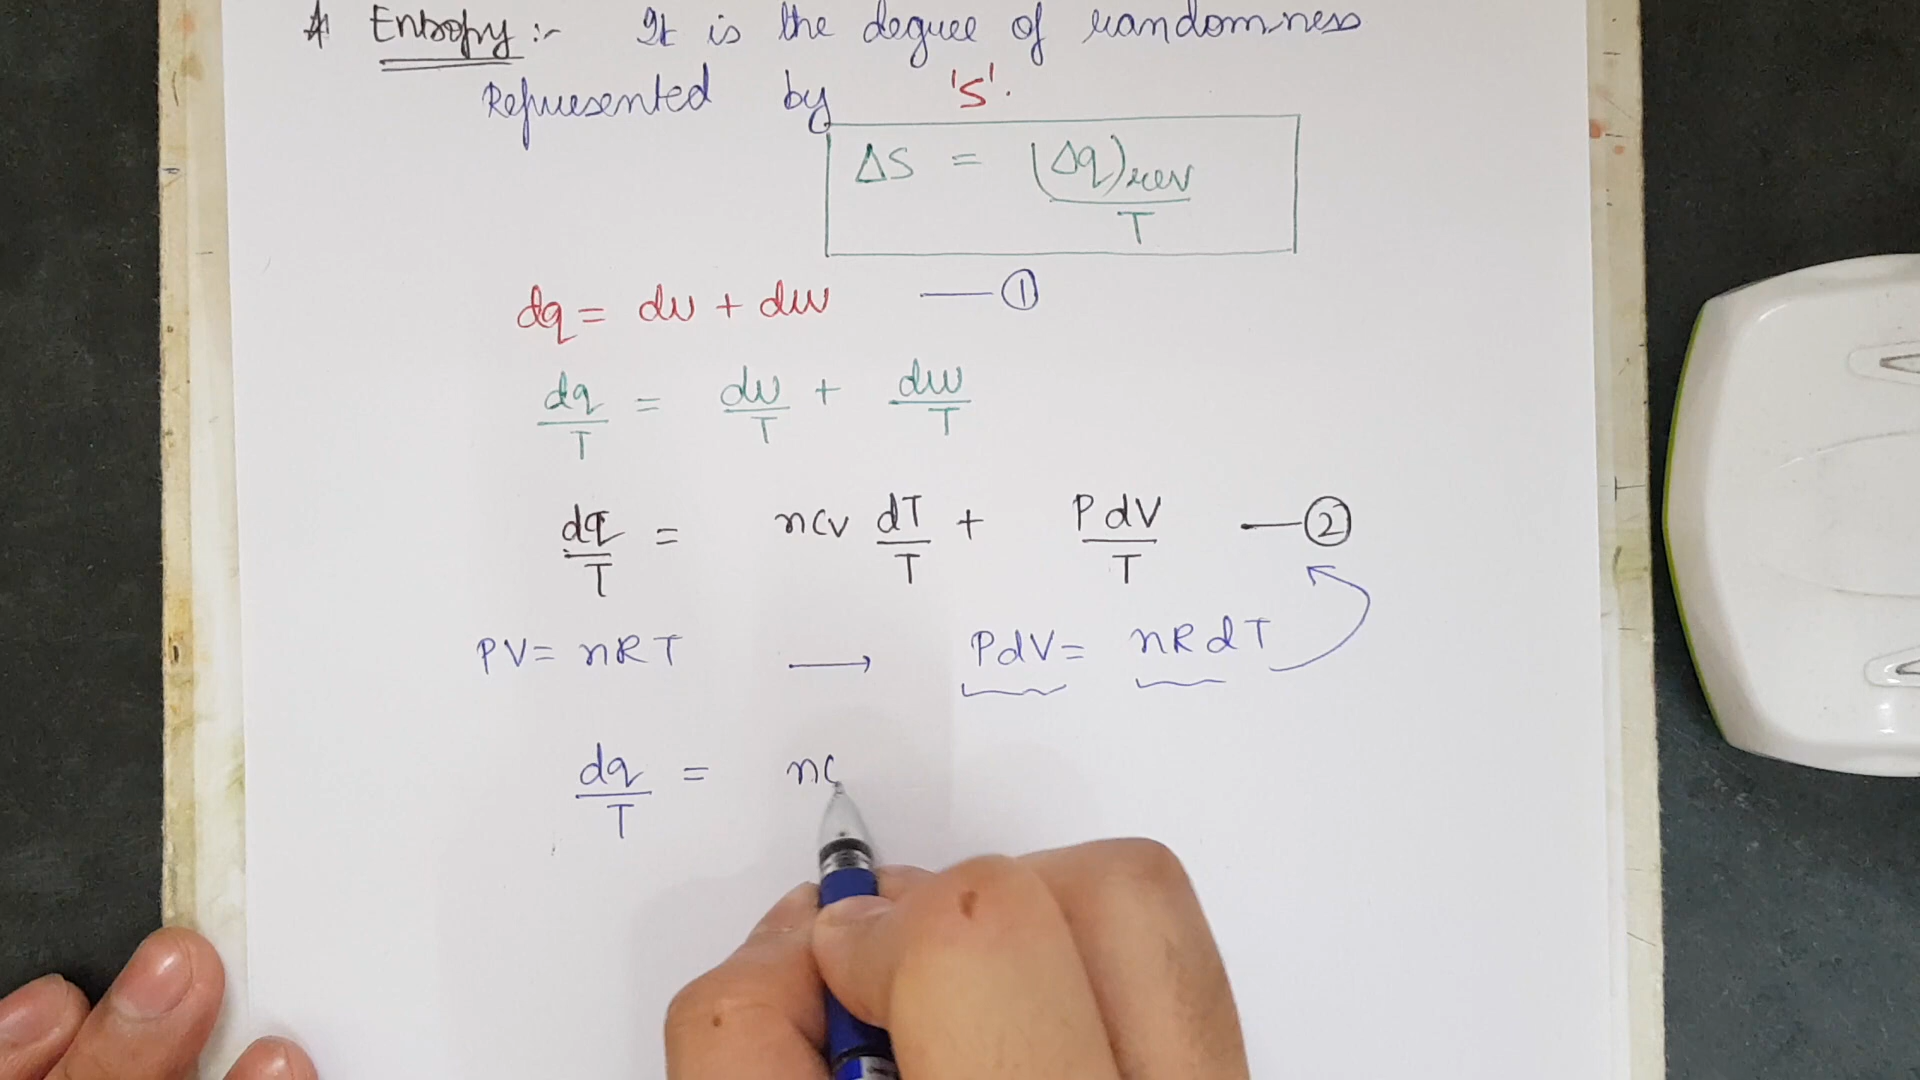 * Entropy :- It is the degree of randomness
Represented by 'S'.
ΔS = (Δq)rev / T
dq = du + dw — ①
dq/T = du/T + dw/T
dq/T = ncv dT/T + PdV/T — ②
PV = nRT → PdV = nRdT
dq/T = nC